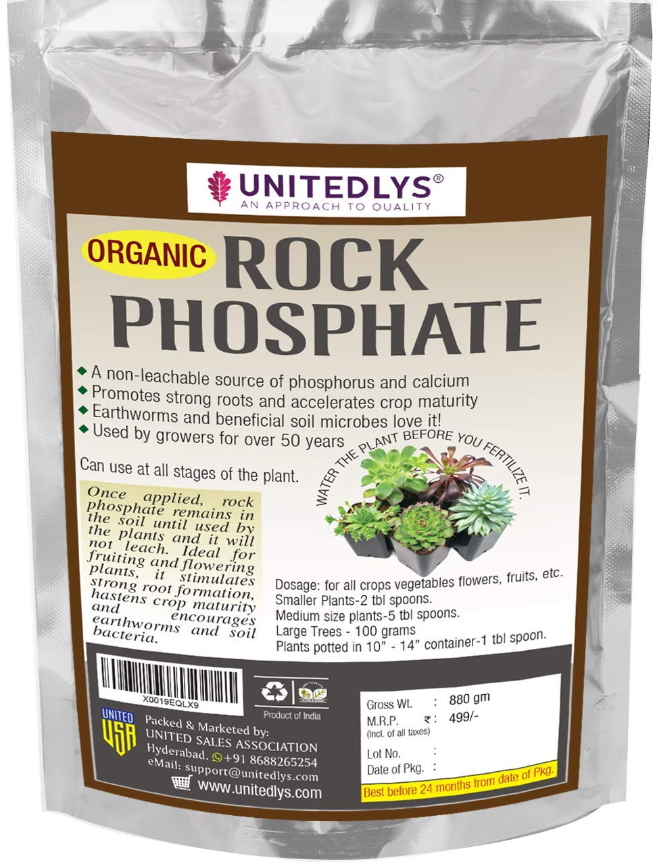 UNITEDLYS®
AN APPROACH TO QUALITY
ORGANIC
ROCK
PHOSPHATE
A non-leachable source of phosphorus and calcium
Promotes strong roots and accelerates crop maturity
Earthworms and beneficial soil microbes love it!
Used by growers for over 50 years
WATER THE PLANT BEFORE YOU FERTILIZE IT.
Can use at all stages of the plant.
Once applied, rock
phosphate remains in
the soil until used by
the plants and it will
not leach. Ideal for
fruiting and flowering
plants, it stimulates
strong root formation,
hastens crop maturity
and encourages
earthworms and soil
bacteria.
Dosage: for all crops vegetables flowers, fruits, etc.
Smaller Plants-2 tbl spoons.
Medium size plants-5 tbl spoons.
Large Trees - 100 grams
Plants potted in 10” - 14” container-1 tbl spoon.
X0019EQLX9
Product of India
UNITED
USA
Packed & Marketed by:
UNITED SALES ASSOCIATION
Hyderabad. +91 8688265254
eMail: support@unitedlys.com
www.unitedlys.com
Gross Wt. : 880 gm
M.R.P. ₹ : 499/-
(Incl. of all taxes)
Lot No. :
Date of Pkg. :
Best before 24 months from date of Pkg.